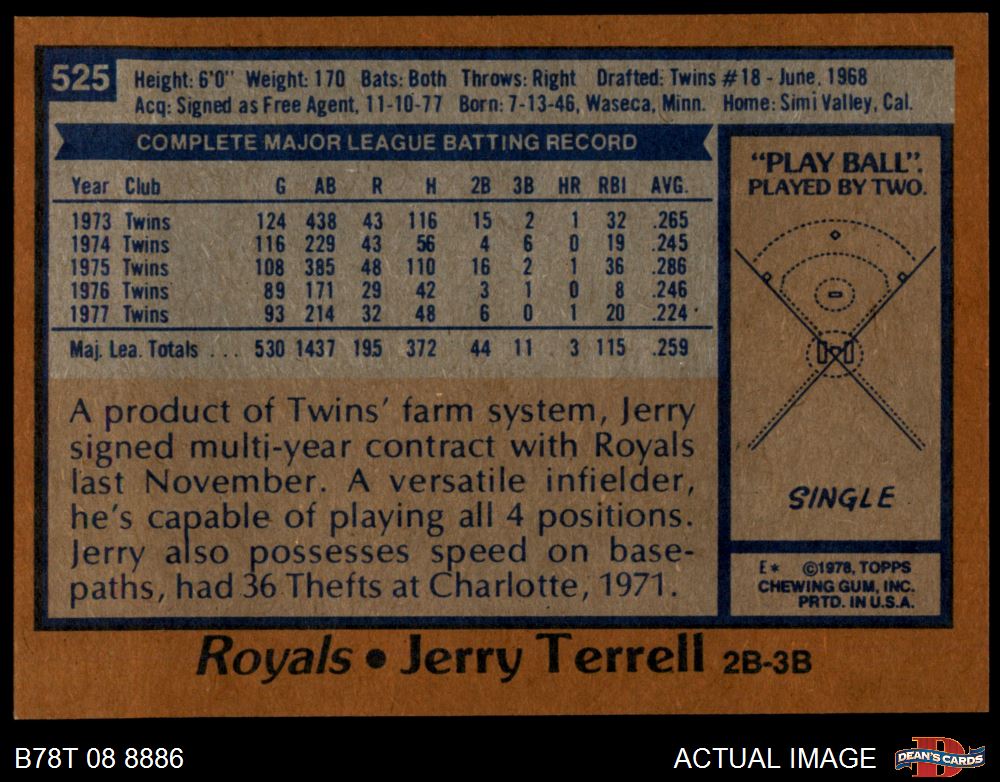 525
Height: 6'0" Weight: 170 Bats: Both Throws: Right Drafted: Twins #18 - June, 1968
Acq: Signed as Free Agent, 11-10-77 Born: 7-13-46, Waseca, Minn. Home: Simi Valley, Cal.
COMPLETE MAJOR LEAGUE BATTING RECORD
Year Club G AB R H 2B 3B HR RBI AVG.
1973 Twins 124 438 43 116 15 2 1 32 .265
1974 Twins 116 229 43 56 4 6 0 19 .245
1975 Twins 108 385 48 110 16 2 1 36 .286
1976 Twins 89 171 29 42 3 1 0 8 .246
1977 Twins 93 214 32 48 6 0 1 20 .224
Maj. Lea. Totals ... 530 1437 195 372 44 11 3 115 .259
A product of Twins' farm system, Jerry
signed multi-year contract with Royals
last November. A versatile infielder,
he's capable of playing all 4 positions.
Jerry also possesses speed on base-
paths, had 36 Thefts at Charlotte, 1971.
"PLAY BALL".
PLAYED BY TWO.
SINGLE
E* ©1978, TOPPS
CHEWING GUM, INC.
PRTD. IN U.S.A.
Royals • Jerry Terrell 2B-3B
B78T 08 8886
ACTUAL IMAGE
D
DEAN'S CARDS